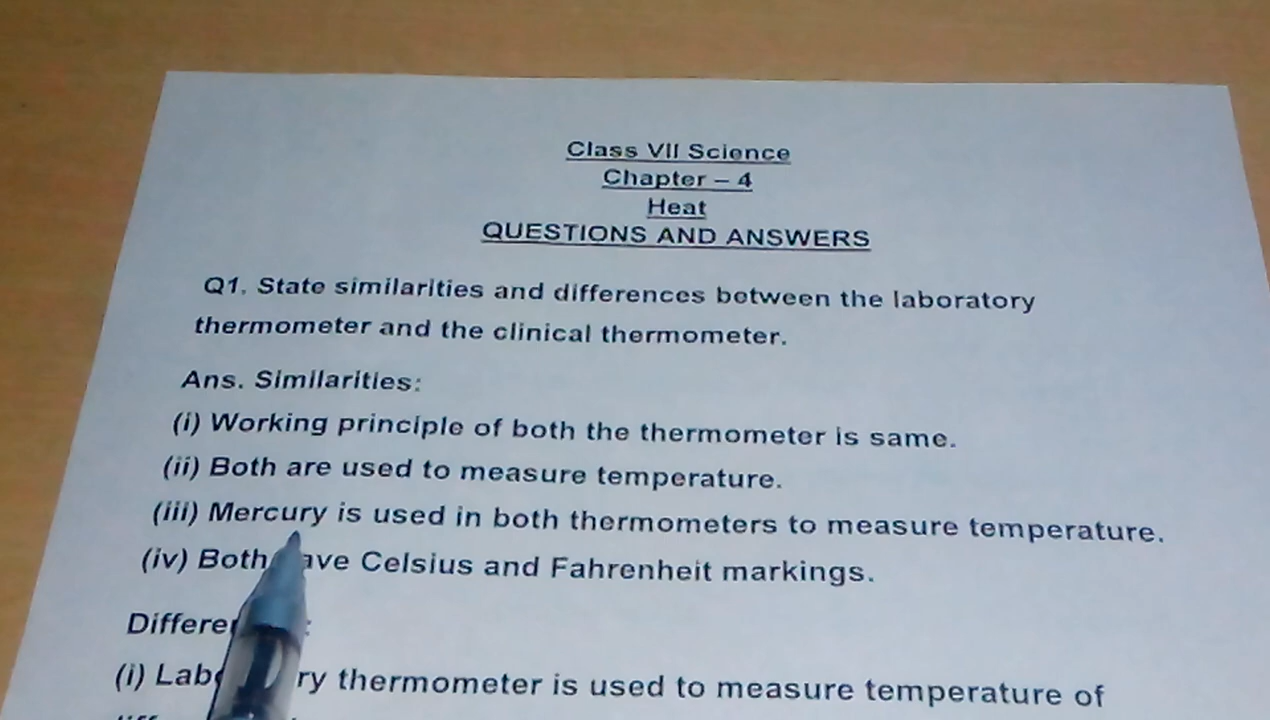 Class VII Science
Chapter – 4
Heat
QUESTIONS AND ANSWERS
Q1. State similarities and differences between the laboratory
thermometer and the clinical thermometer.
Ans. Similarities:
(i) Working principle of both the thermometer is same.
(ii) Both are used to measure temperature.
(iii) Mercury is used in both thermometers to measure temperature.
(iv) Both ave Celsius and Fahrenheit markings.
Differe :
(i) Lab ry thermometer is used to measure temperature of